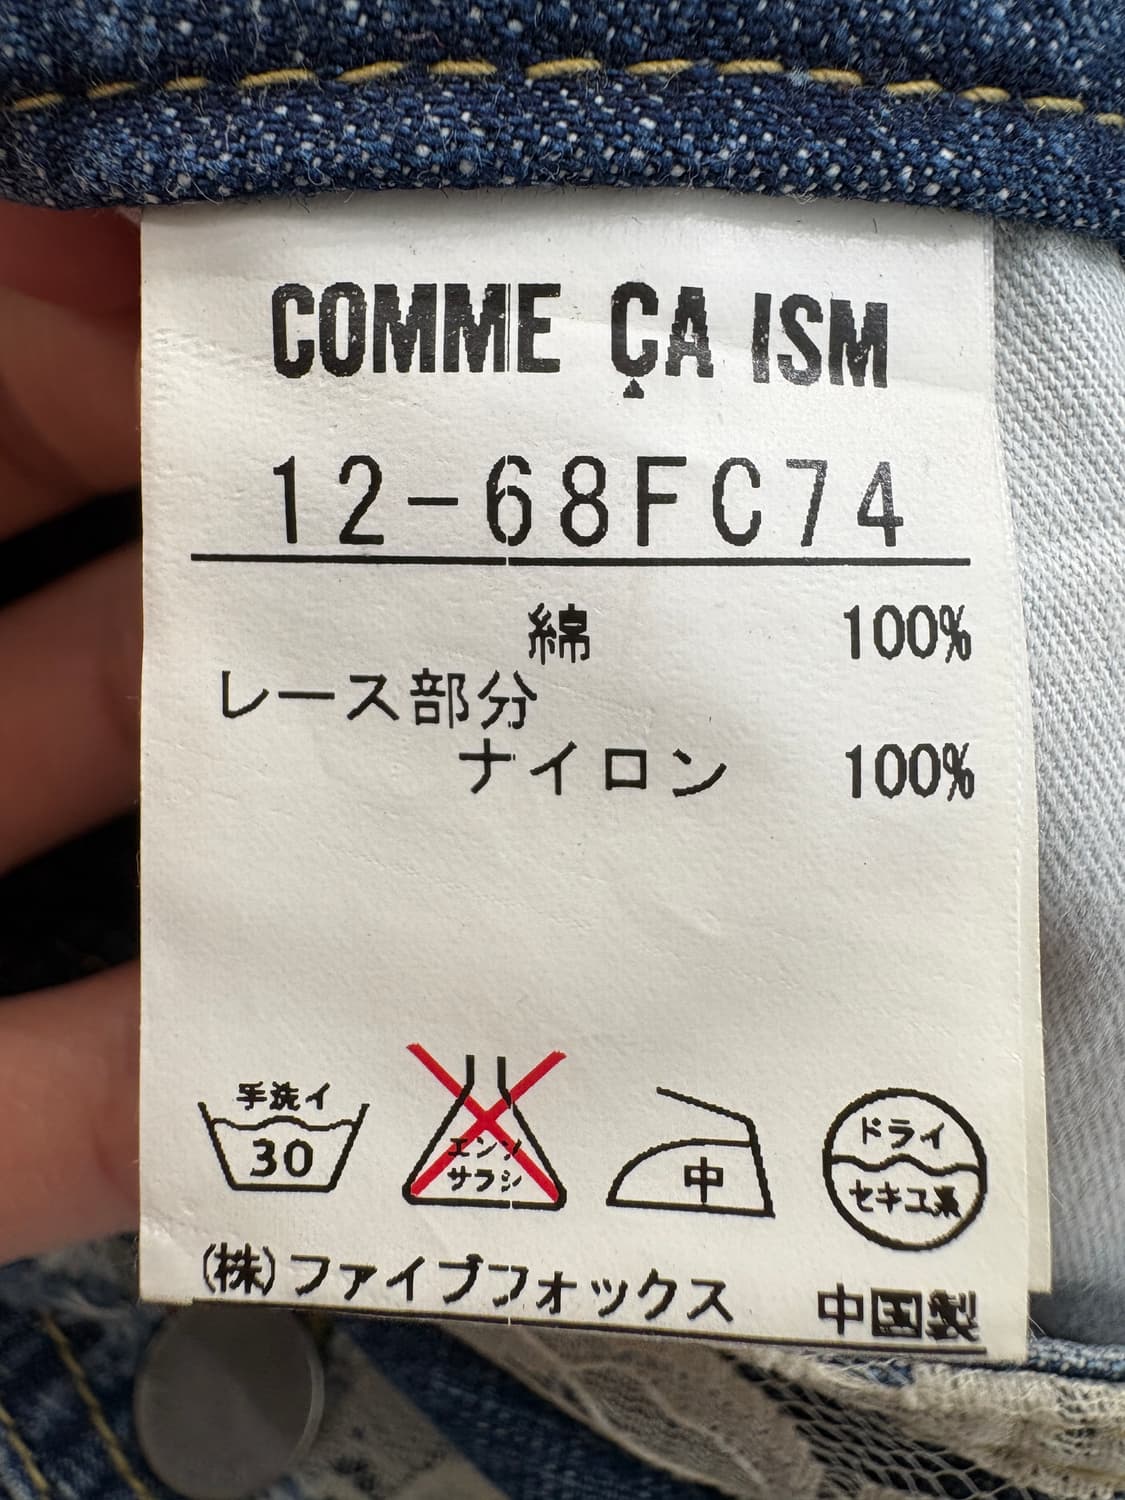 COMME ÇA ISM
12-68FC74
綿 100%
レース部分
ナイロン 100%
手洗イ
30
エンソ
サラシ
中
ドライ
セキユ系
(株)ファイブフォックス 中国製